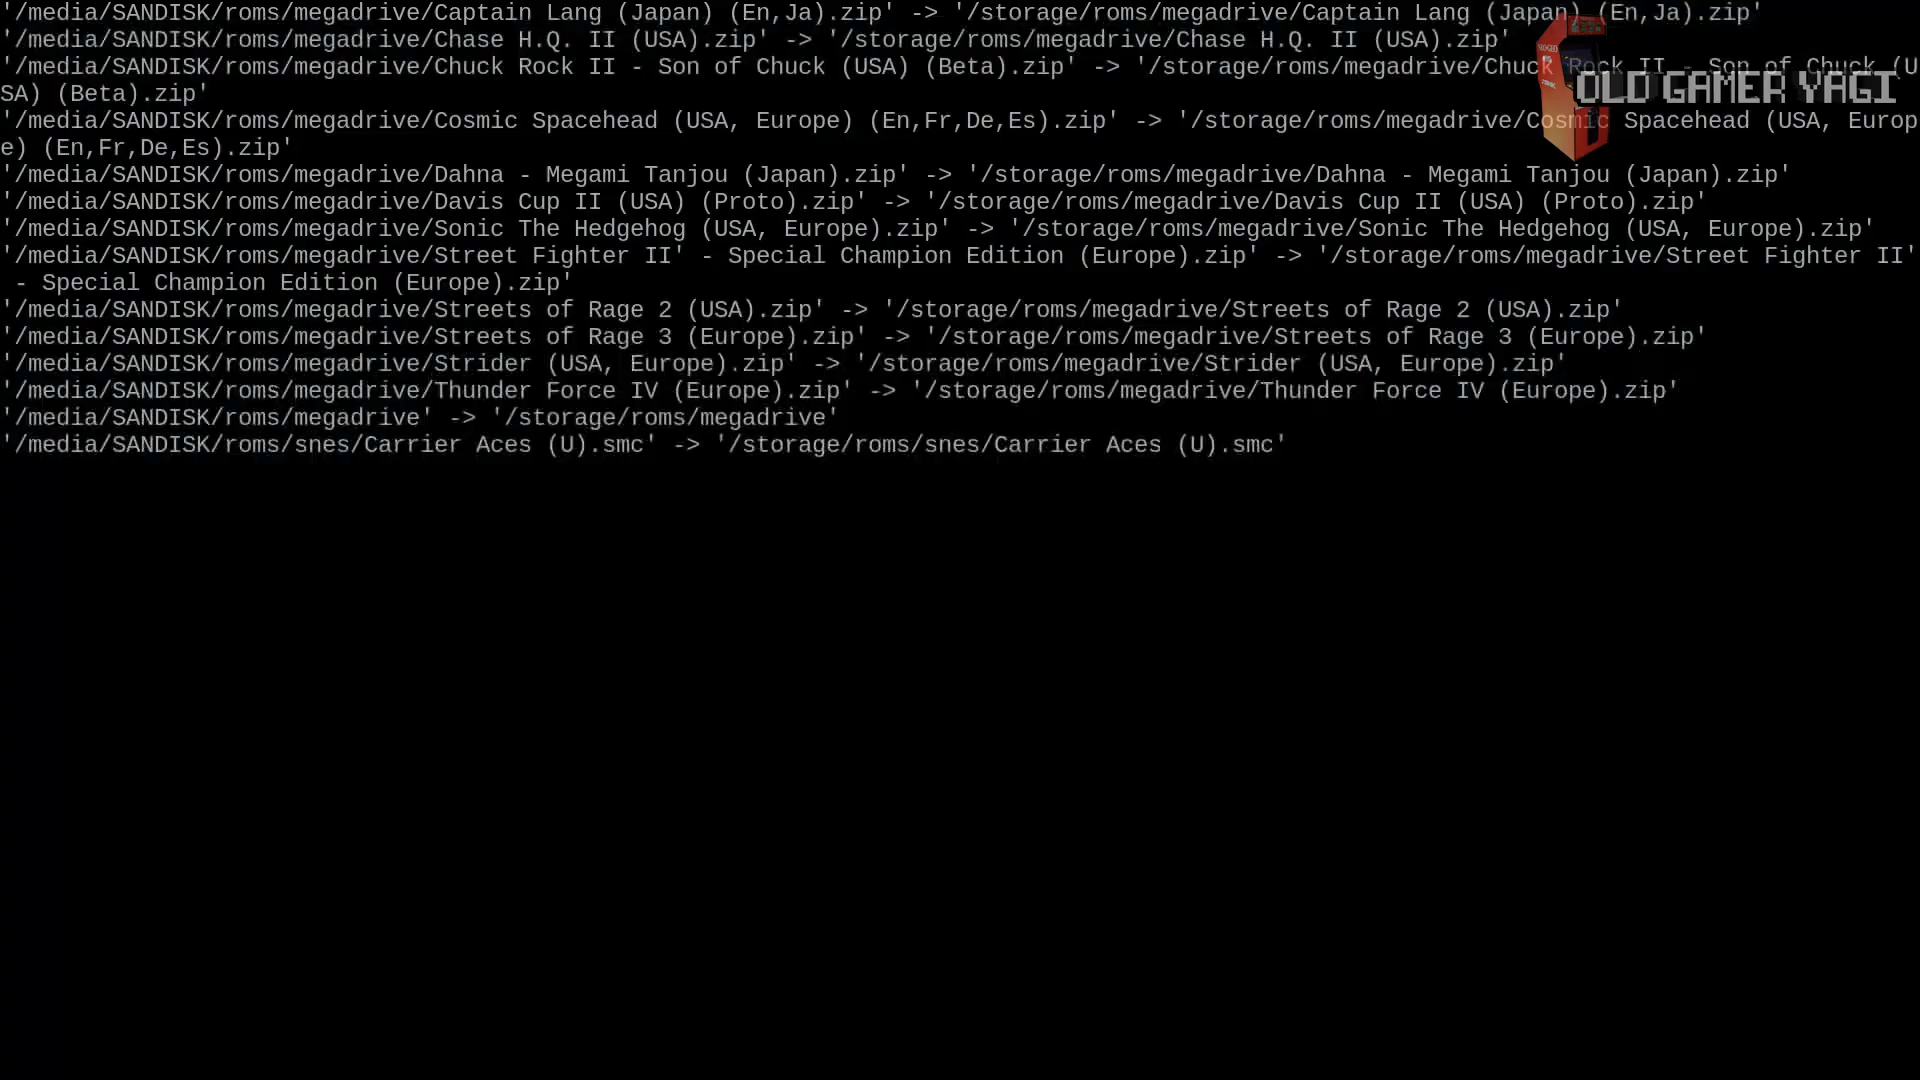 '/media/SANDISK/roms/megadrive/Captain Lang (Japan) (En,Ja).zip' -> '/storage/roms/megadrive/Captain Lang (Japan) (En,Ja).zip'
'/media/SANDISK/roms/megadrive/Chase H.Q. II (USA).zip' -> '/storage/roms/megadrive/Chase H.Q. II (USA).zip'
'/media/SANDISK/roms/megadrive/Chuck Rock II - Son of Chuck (USA) (Beta).zip' -> '/storage/roms/megadrive/Chuck Rock II - Son of Chuck (U
SA) (Beta).zip'
OLD GAMER YAGI
'/media/SANDISK/roms/megadrive/Cosmic Spacehead (USA, Europe) (En,Fr,De,Es).zip' -> '/storage/roms/megadrive/Cosmic Spacehead (USA, Europ
e) (En,Fr,De,Es).zip'
'/media/SANDISK/roms/megadrive/Dahna - Megami Tanjou (Japan).zip' -> '/storage/roms/megadrive/Dahna - Megami Tanjou (Japan).zip'
'/media/SANDISK/roms/megadrive/Davis Cup II (USA) (Proto).zip' -> '/storage/roms/megadrive/Davis Cup II (USA) (Proto).zip'
'/media/SANDISK/roms/megadrive/Sonic The Hedgehog (USA, Europe).zip' -> '/storage/roms/megadrive/Sonic The Hedgehog (USA, Europe).zip'
'/media/SANDISK/roms/megadrive/Street Fighter II' - Special Champion Edition (Europe).zip' -> '/storage/roms/megadrive/Street Fighter II'
 - Special Champion Edition (Europe).zip'
'/media/SANDISK/roms/megadrive/Streets of Rage 2 (USA).zip' -> '/storage/roms/megadrive/Streets of Rage 2 (USA).zip'
'/media/SANDISK/roms/megadrive/Streets of Rage 3 (Europe).zip' -> '/storage/roms/megadrive/Streets of Rage 3 (Europe).zip'
'/media/SANDISK/roms/megadrive/Strider (USA, Europe).zip' -> '/storage/roms/megadrive/Strider (USA, Europe).zip'
'/media/SANDISK/roms/megadrive/Thunder Force IV (Europe).zip' -> '/storage/roms/megadrive/Thunder Force IV (Europe).zip'
'/media/SANDISK/roms/megadrive' -> '/storage/roms/megadrive'
'/media/SANDISK/roms/snes/Carrier Aces (U).smc' -> '/storage/roms/snes/Carrier Aces (U).smc'